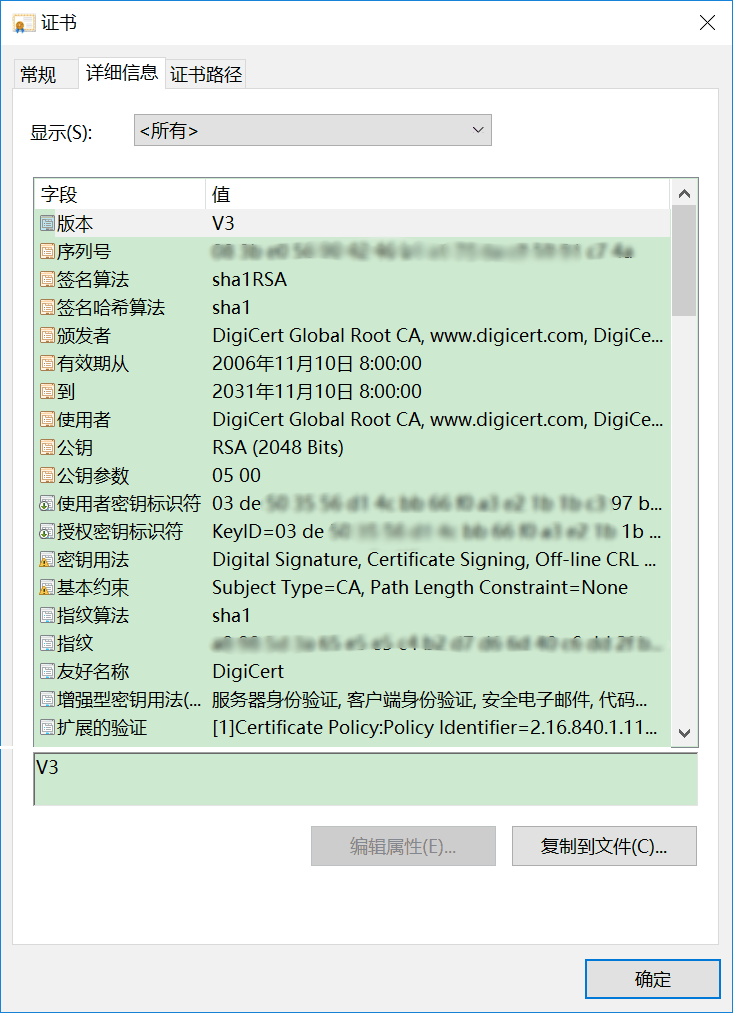 证书
常规 详细信息 证书路径
显示(S): <所有>
字段 值
版本 V3
序列号
签名算法 sha1RSA
签名哈希算法 sha1
颁发者 DigiCert Global Root CA, www.digicert.com, DigiCe...
有效期从 2006年11月10日 8:00:00
到 2031年11月10日 8:00:00
使用者 DigiCert Global Root CA, www.digicert.com, DigiCe...
公钥 RSA (2048 Bits)
公钥参数 05 00
使用者密钥标识符 03 de 97 b...
授权密钥标识符 KeyID=03 de 1b ...
密钥用法 Digital Signature, Certificate Signing, Off-line CRL ...
基本约束 Subject Type=CA, Path Length Constraint=None
指纹算法 sha1
指纹
友好名称 DigiCert
增强型密钥用法(... 服务器身份验证, 客户端身份验证, 安全电子邮件, 代码...
扩展的验证 [1]Certificate Policy:Policy Identifier=2.16.840.1.11...
V3
编辑属性(E)... 复制到文件(C)...
确定